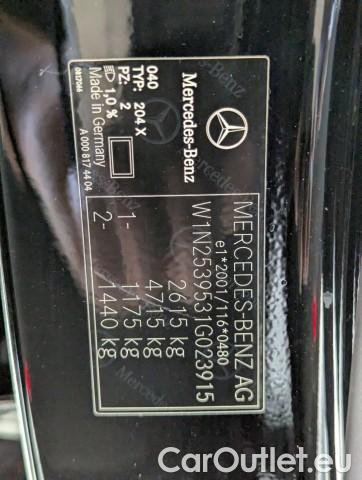 MERCEDES-BENZ AG
e1*2001/116*0480
W1N2539531G023915
2615 kg
4715 kg
1- 1175 kg
2- 1440 kg
Mercedes-Benz
040
TYP: 204 X
PZ: 2
1,0 %
Made in Germany
A 000 817 44 04
CarOutlet.eu